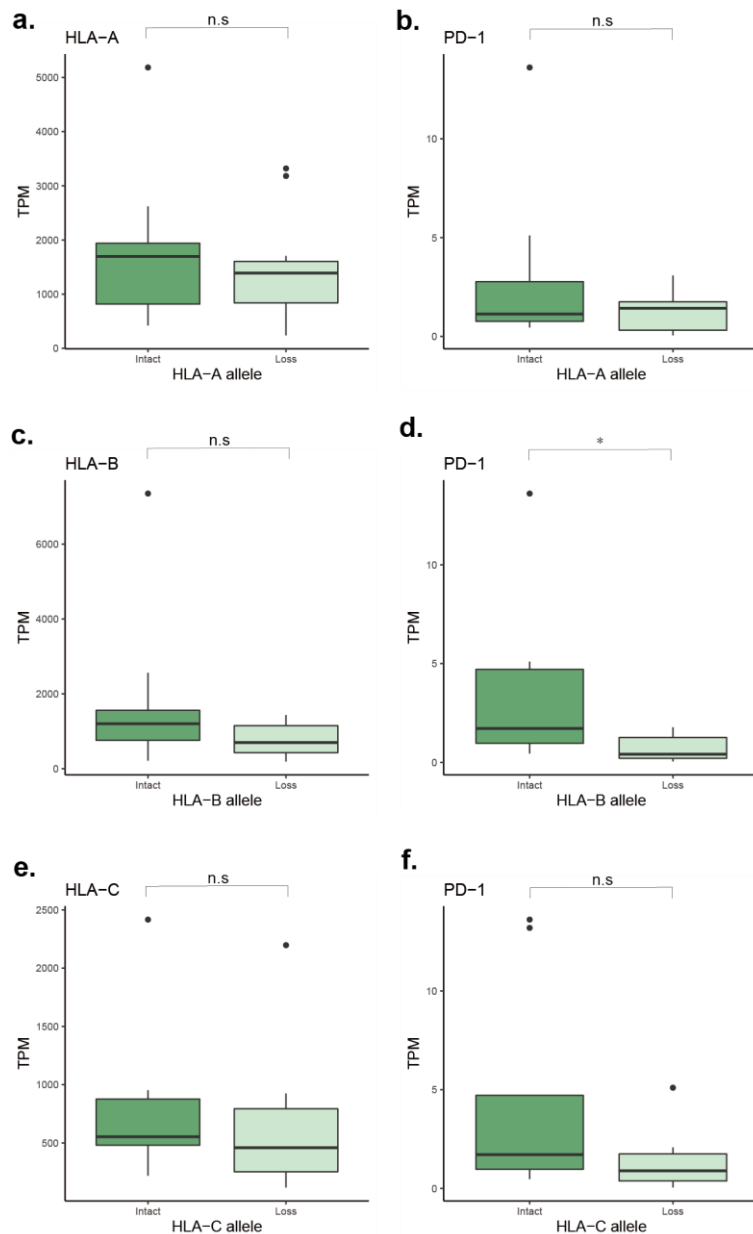 a.
HLA-A
n.s
TPM
5000
4000
3000
2000
1000
0
Intact
Loss
HLA-A allele
b.
PD-1
n.s
TPM
10
5
0
Intact
Loss
HLA-A allele
c.
HLA-B
n.s
TPM
6000
4000
2000
0
Intact
Loss
HLA-B allele
d.
PD-1
*
TPM
10
5
0
Intact
Loss
HLA-B allele
e.
HLA-C
n.s
TPM
2500
2000
1500
1000
500
Intact
Loss
HLA-C allele
f.
PD-1
n.s
TPM
10
5
0
Intact
Loss
HLA-C allele